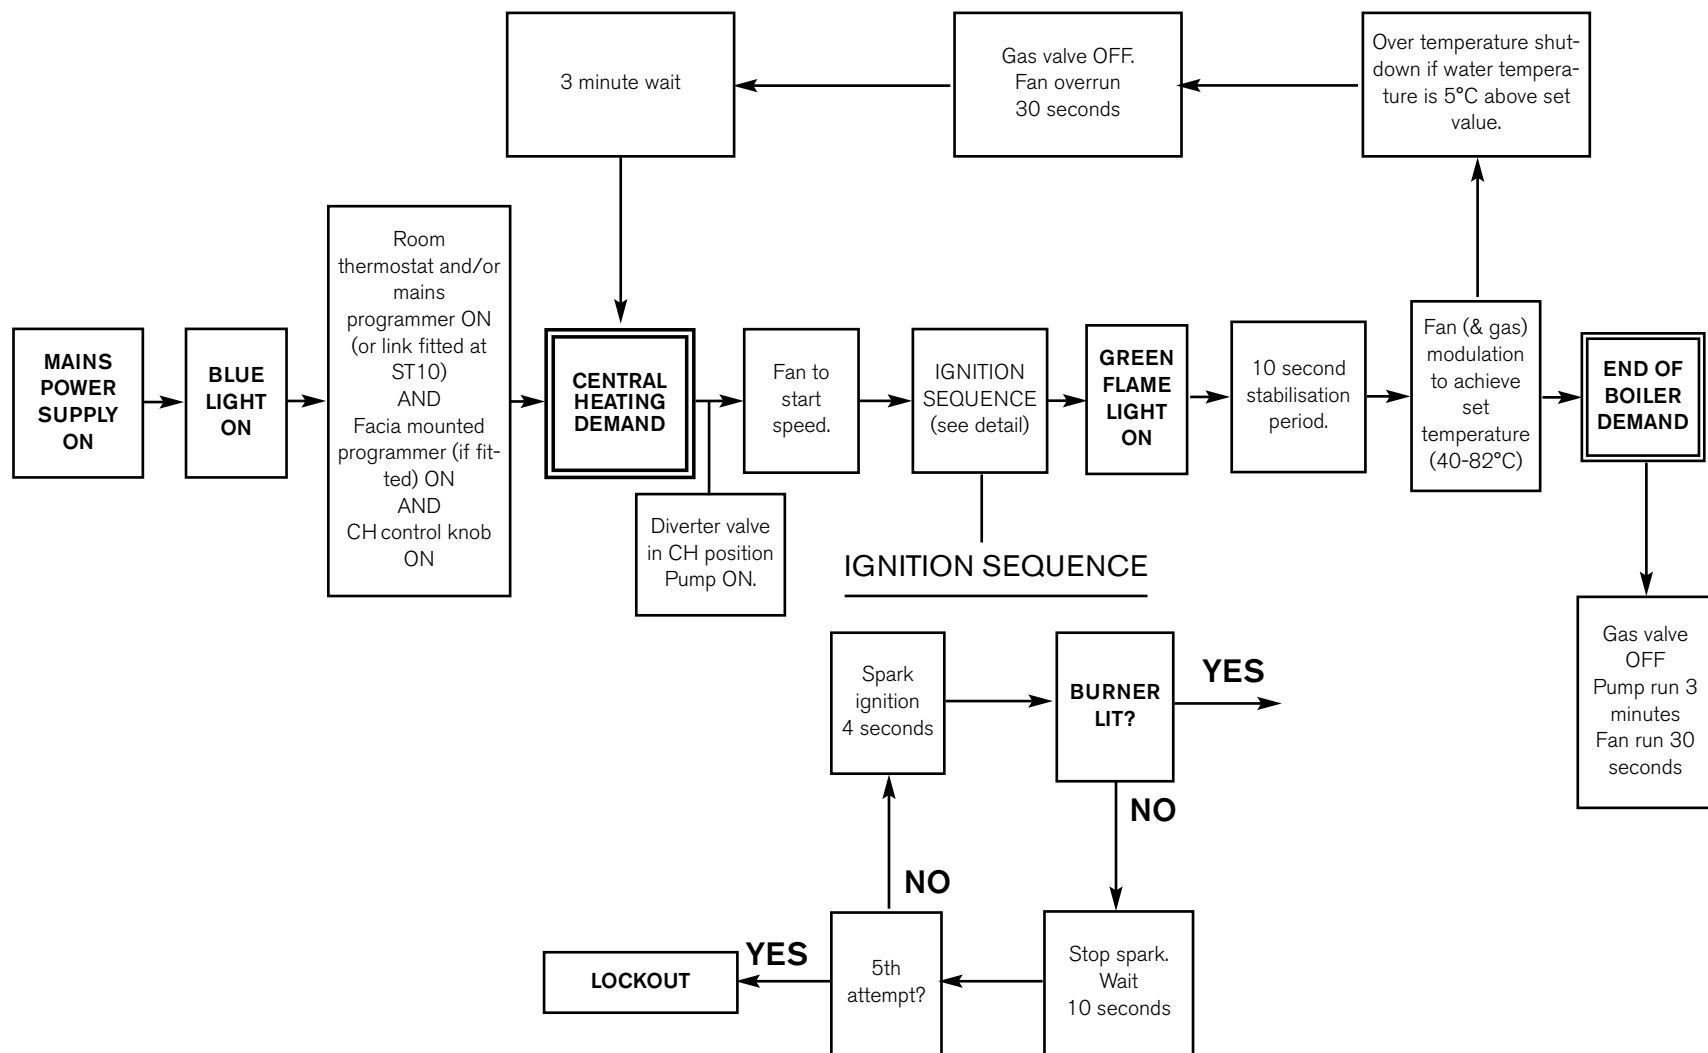 3 minute wait
Gas valve OFF.
Fan overrun
30 seconds
Over temperature shut-
down if water tempera-
ture is 5°C above set
value.
MAINS
POWER
SUPPLY
ON
BLUE
LIGHT
ON
Room
thermostat and/or
mains
programmer ON
(or link fitted at
ST10)
AND
Facia mounted
programmer (if fit-
ted) ON
AND
CH control knob
ON
CENTRAL
HEATING
DEMAND
Diverter valve
in CH position
Pump ON.
Fan to
start
speed.
IGNITION
SEQUENCE
(see detail)
GREEN
FLAME
LIGHT
ON
10 second
stabilisation
period.
Fan (& gas)
modulation
to achieve
set
temperature
(40-82°C)
END OF
BOILER
DEMAND
Gas valve
OFF
Pump run 3
minutes
Fan run 30
seconds
IGNITION SEQUENCE
Spark
ignition
4 seconds
BURNER
LIT?
YES
NO
Stop spark.
Wait
10 seconds
5th
attempt?
NO
YES
LOCKOUT